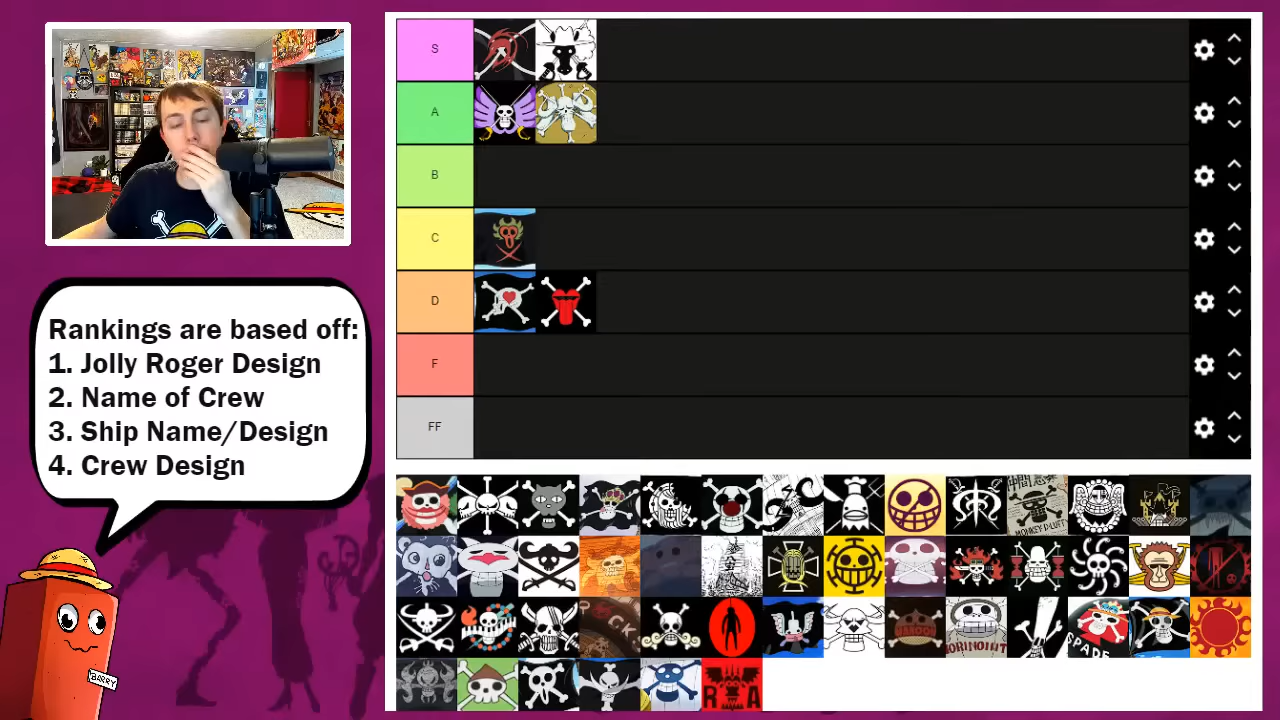 S
A
B
C
D
F
FF
Rankings are based off:
1. Jolly Roger Design
2. Name of Crew
3. Ship Name/Design
4. Crew Design
BARRY
MONKEY·D·LUFFY
SPADE
R A